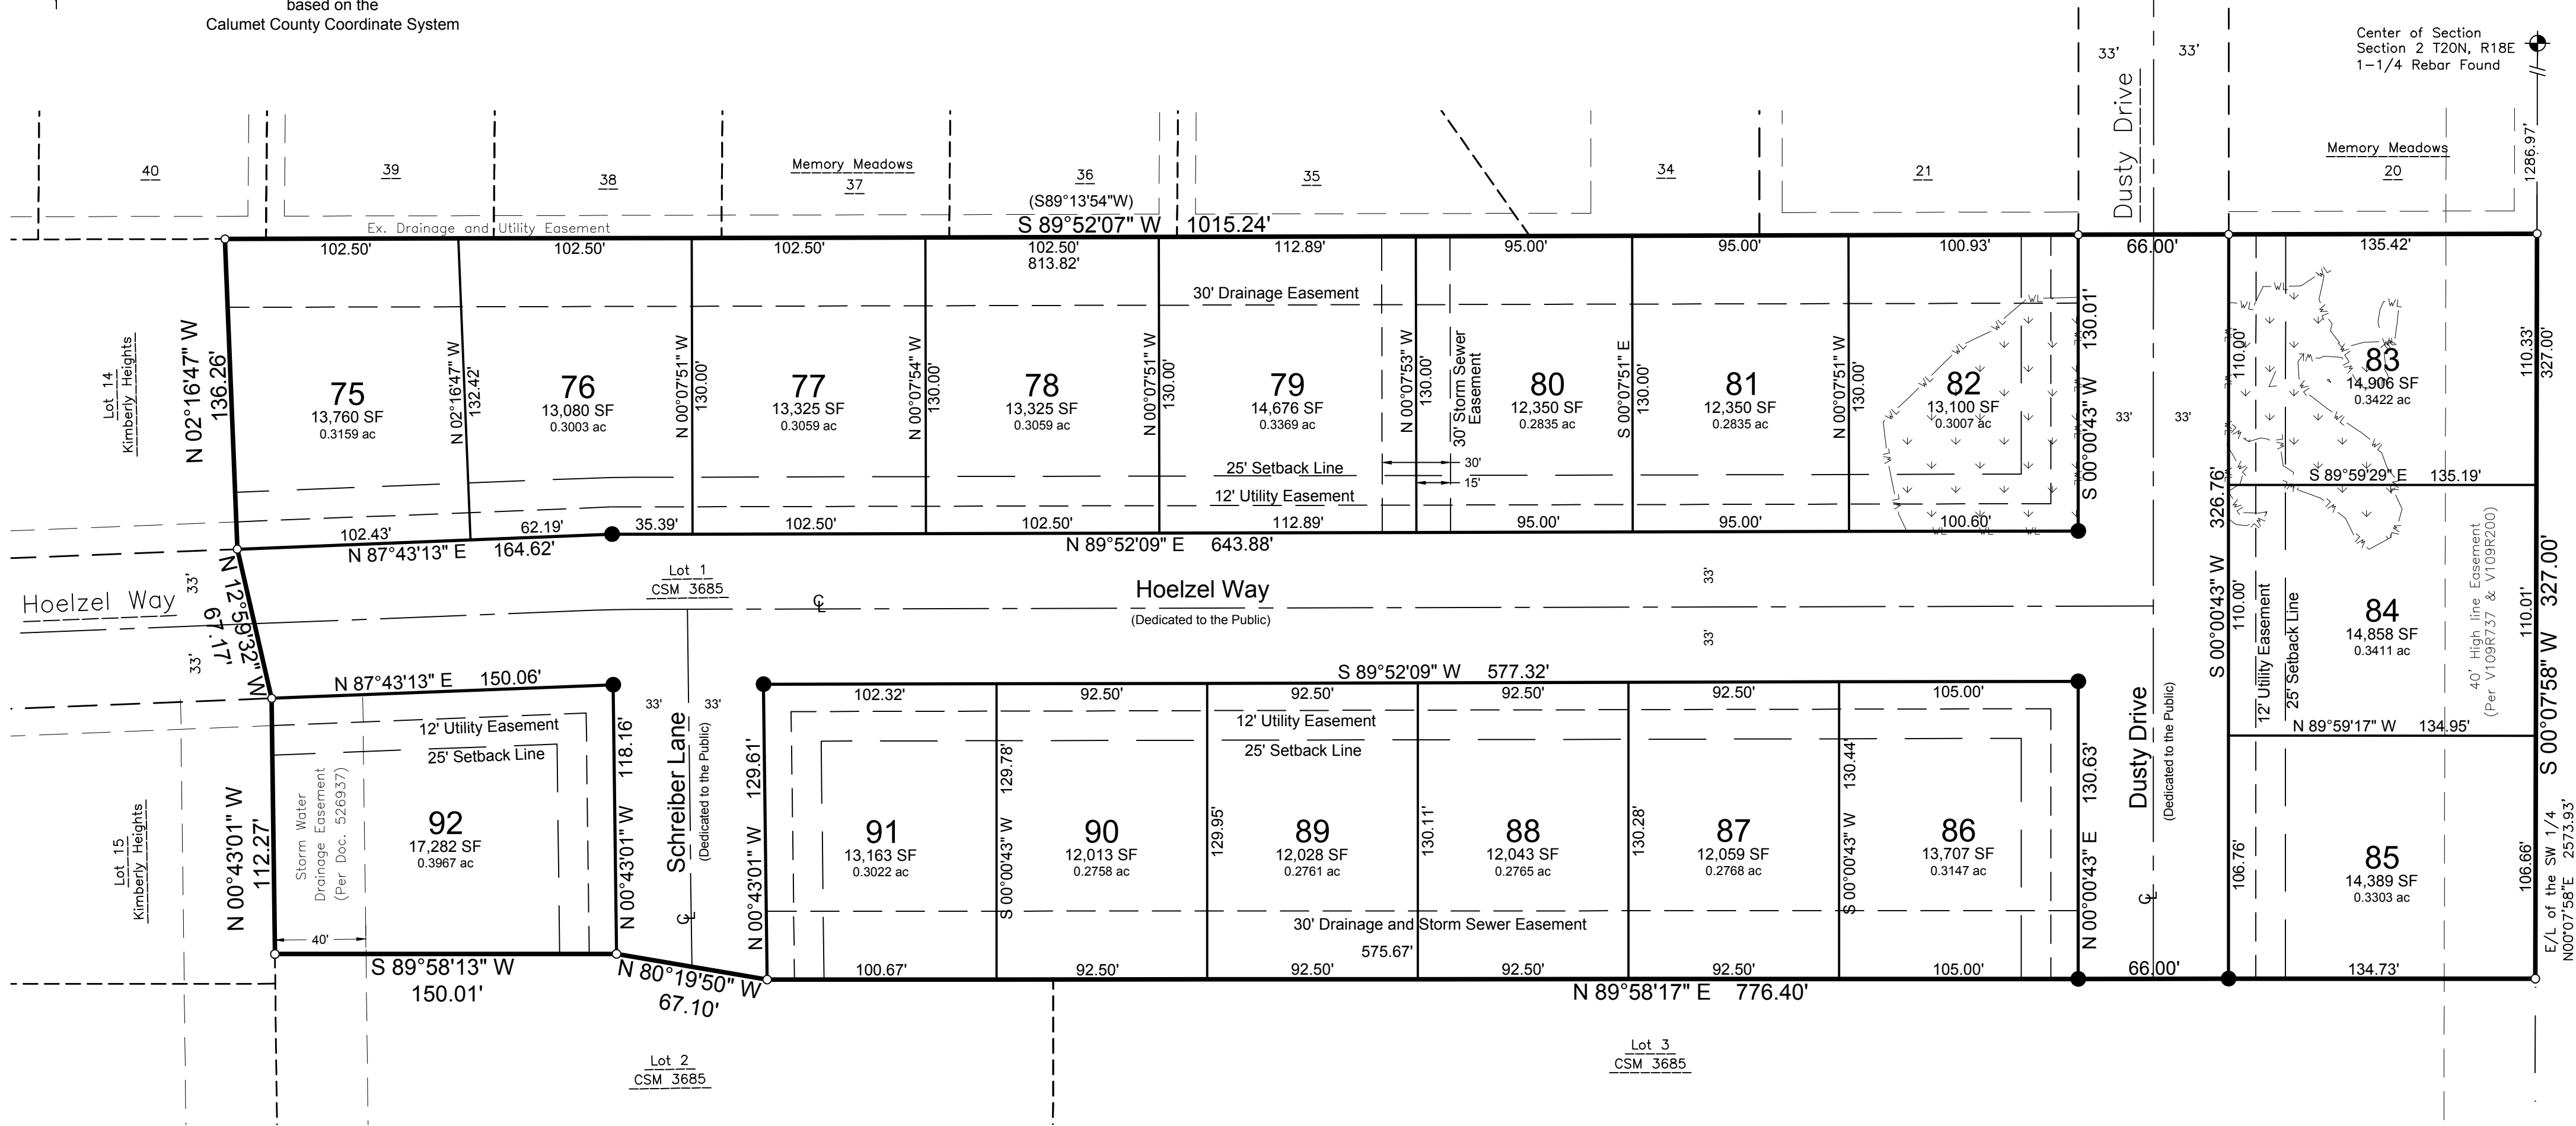 based on the
Calumet County Coordinate System
Center of Section
Section 2 T20N, R18E
1-1/4 Rebar Found
33'
33'
Dusty Drive
1286.97'
40
39
38
Memory Meadows
37
36
35
34
21
Memory Meadows
20
(S89°13'54"W)
Ex. Drainage and Utility Easement
S 89°52'07" W 1015.24'
102.50'
102.50'
102.50'
102.50'
813.82'
112.89'
95.00'
95.00'
100.93'
66.00'
135.42'
30' Drainage Easement
Lot 14
Kimberly Heights
N 02°16'47" W
136.26'
75
13,760 SF
0.3159 ac
N 02°16'47" W
132.42'
76
13,080 SF
0.3003 ac
N 00°07'51" W
130.00'
77
13,325 SF
0.3059 ac
N 00°07'54" W
130.00'
78
13,325 SF
0.3059 ac
N 00°07'51" W
130.00'
79
14,676 SF
0.3369 ac
N 00°07'53" W
130.00'
30' Storm Sewer
Easement
80
12,350 SF
0.2835 ac
S 00°07'51" E
130.00'
81
12,350 SF
0.2835 ac
N 00°07'51" W
130.00'
82
13,100 SF
0.3007 ac
S 00°00'43" W 130.01'
33'
33'
110.00'
83
14,906 SF
0.3422 ac
110.33'
327.00'
WL
WL
WL
WL
WL
WL
WL
WL
WL
WL
25' Setback Line
30'
15'
12' Utility Easement
S 89°59'29" E 135.19'
102.43'
62.19'
35.39'
102.50'
102.50'
112.89'
95.00'
95.00'
100.60'
N 87°43'13" E 164.62'
N 89°52'09" E 643.88'
Lot 1
CSM 3685
Hoelzel Way
33'
33'
N 12°59'32" W
67.17'
CL
Hoelzel Way
(Dedicated to the Public)
33'
33'
S 00°00'43" W 326.76'
110.00'
12' Utility Easement
25' Setback Line
84
14,858 SF
0.3411 ac
40' High line Easement
(Per V109R737 & V109R200)
110.01'
S 00°07'58" W 327.00'
N 87°43'13" E 150.06'
S 89°52'09" W 577.32'
33'
33'
102.32'
92.50'
92.50'
92.50'
92.50'
105.00'
12' Utility Easement
25' Setback Line
12' Utility Easement
25' Setback Line
N 89°59'17" W 134.95'
Lot 15
Kimberly Heights
N 00°43'01" W
112.27'
Storm Water
Drainage Easement
(Per Doc. 526937)
92
17,282 SF
0.3967 ac
N 00°43'01" W 118.16'
Schreiber Lane
(Dedicated to the Public)
CL
N 00°43'01" W 129.61'
91
13,163 SF
0.3022 ac
S 00°00'43" W 129.78'
90
12,013 SF
0.2758 ac
129.95'
89
12,028 SF
0.2761 ac
130.11'
88
12,043 SF
0.2765 ac
130.28'
87
12,059 SF
0.2768 ac
S 00°00'43" W 130.44'
86
13,707 SF
0.3147 ac
N 00°00'43" E 130.63'
Dusty Drive
(Dedicated to the Public)
CL
106.76'
85
14,389 SF
0.3303 ac
106.66'
E/L of the SW 1/4
N00°07'58"E 2573.93'
30' Drainage and Storm Sewer Easement
575.67'
40'
S 89°58'13" W
150.01'
N 80°19'50" W
67.10'
100.67'
92.50'
92.50'
92.50'
92.50'
105.00'
66.00'
134.73'
N 89°58'17" E 776.40'
Lot 2
CSM 3685
Lot 3
CSM 3685